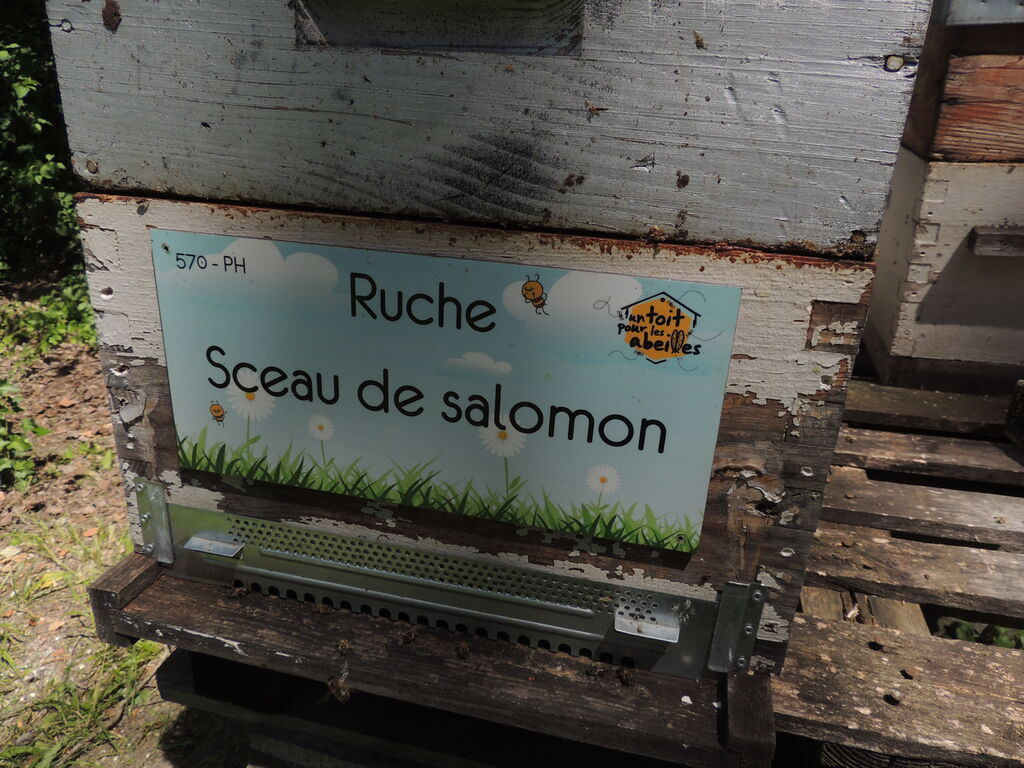 570 - PH
Ruche
un toit
pour les
abeilles
Sceau de salomon